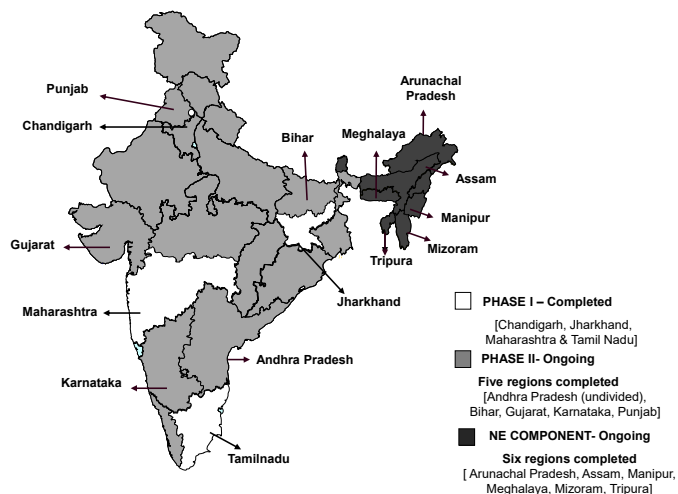 Arunachal
Pradesh
Punjab
Chandigarh
Bihar
Meghalaya
Assam
Manipur
Mizoram
Tripura
Gujarat
Jharkhand
Maharashtra
Andhra Pradesh
Karnataka
Tamilnadu
PHASE I – Completed
[Chandigarh, Jharkhand,
Maharashtra & Tamil Nadu]
PHASE II- Ongoing
Five regions completed
[Andhra Pradesh (undivided),
Bihar, Gujarat, Karnataka, Punjab]
NE COMPONENT- Ongoing
Six regions completed
[ Arunachal Pradesh, Assam, Manipur,
Meghalaya, Mizoram, Tripura]